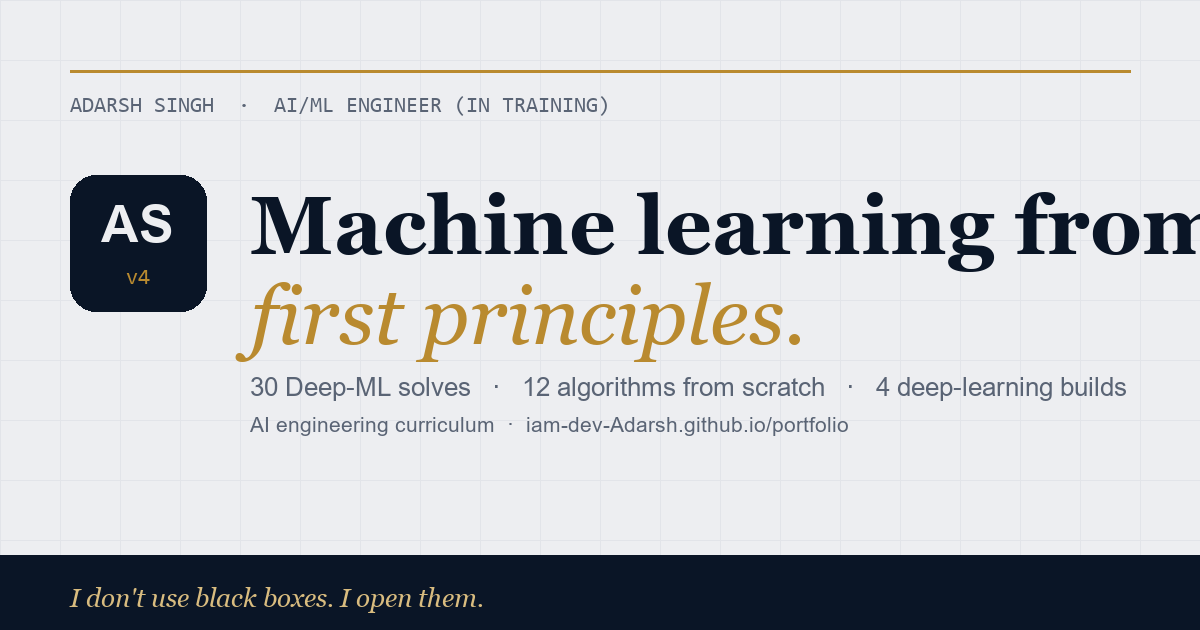 ADARSH SINGH · AI/ML ENGINEER (IN TRAINING)
AS
v4
Machine learning from
first principles.
30 Deep-ML solves · 12 algorithms from scratch · 4 deep-learning builds
AI engineering curriculum · iam-dev-Adarsh.github.io/portfolio
I don't use black boxes. I open them.